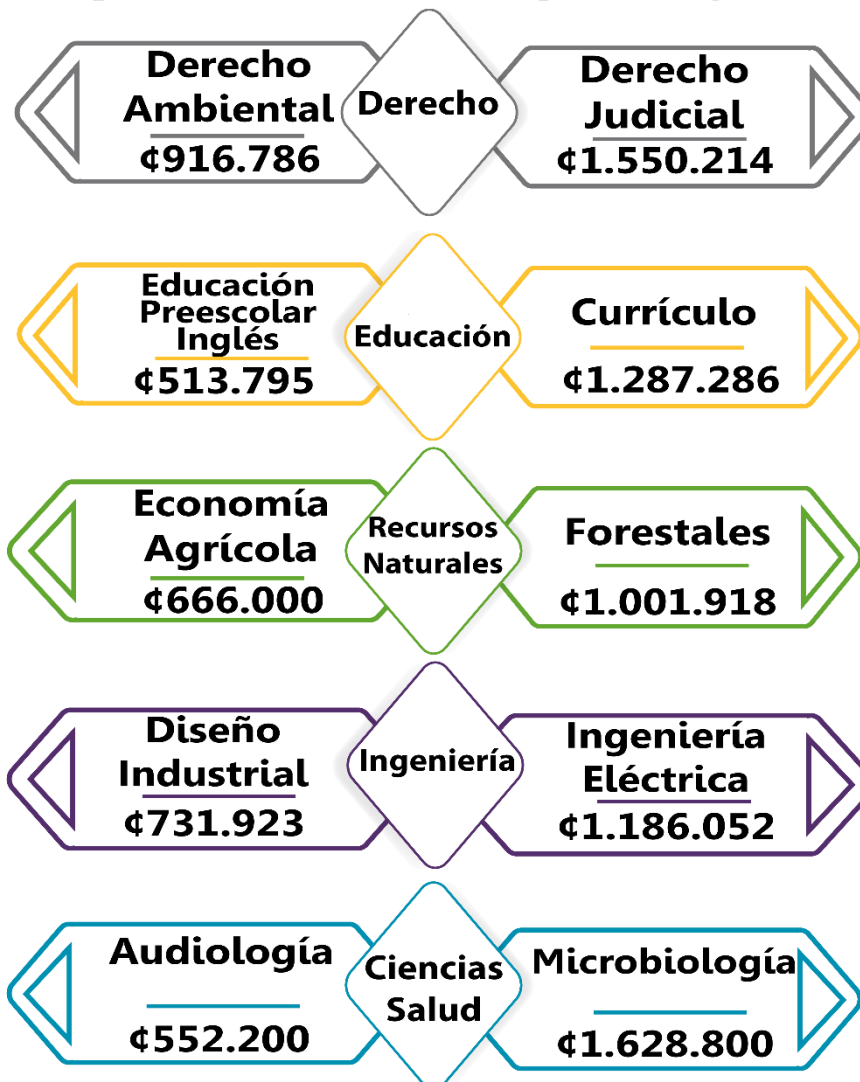 Derecho
Ambiental
¢916.786
Derecho
Derecho
Judicial
¢1.550.214
Educación
Preescolar
Inglés
¢513.795
Educación
Currículo
¢1.287.286
Economía
Agrícola
¢666.000
Recursos
Naturales
Forestales
¢1.001.918
Diseño
Industrial
¢731.923
Ingeniería
Ingeniería
Eléctrica
¢1.186.052
Audiología
¢552.200
Ciencias
Salud
Microbiología
¢1.628.800